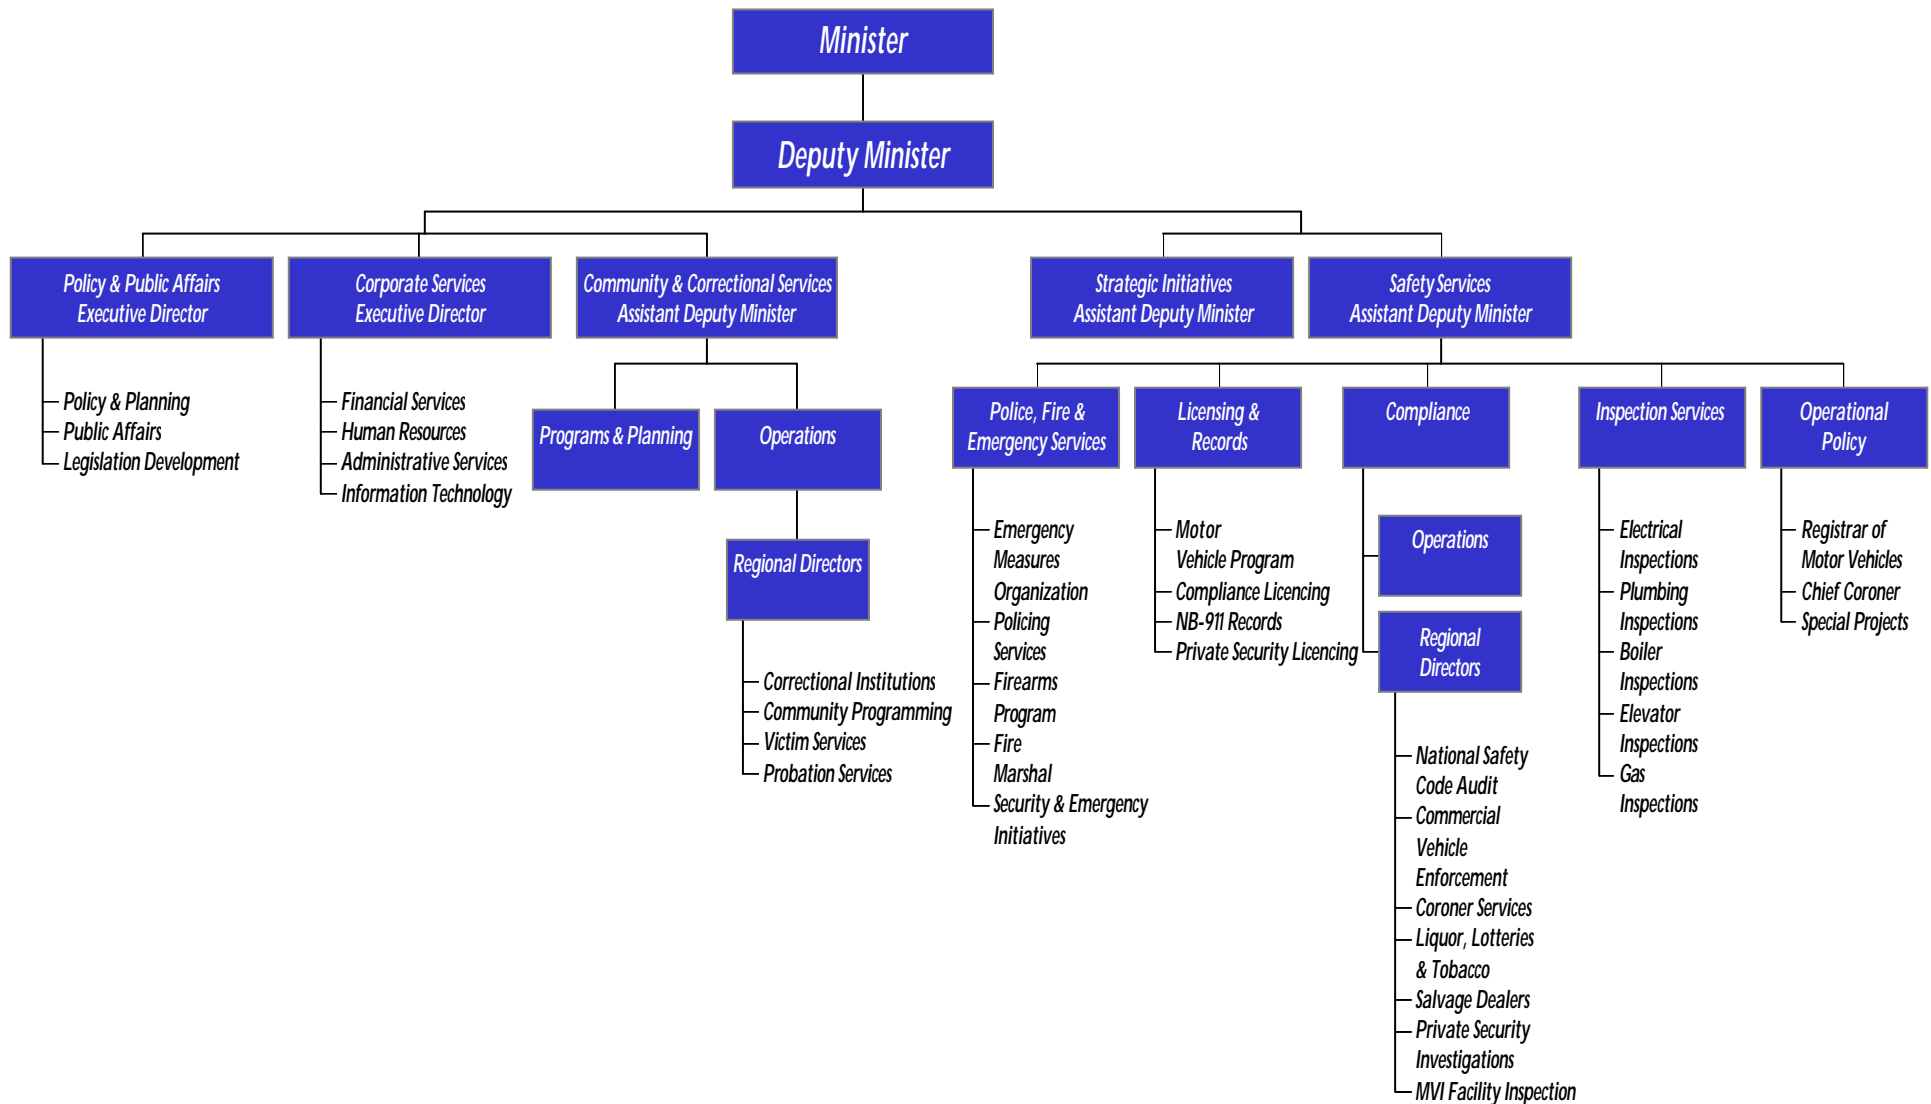 Minister
Deputy Minister
Policy & Public Affairs
Executive Director
Corporate Services
Executive Director
Community & Correctional Services
Assistant Deputy Minister
Strategic Initiatives
Assistant Deputy Minister
Safety Services
Assistant Deputy Minister
Policy & Planning
Public Affairs
Legislation Development
Financial Services
Human Resources
Administrative Services
Information Technology
Programs & Planning
Operations
Regional Directors
Correctional Institutions
Community Programming
Victim Services
Probation Services
Police, Fire &
Emergency Services
Emergency
Measures
Organization
Policing
Services
Firearms
Program
Fire
Marshal
Security & Emergency
Initiatives
Licensing &
Records
Motor
Vehicle Program
Compliance Licencing
NB-911 Records
Private Security Licencing
Compliance
Operations
Regional
Directors
National Safety
Code Audit
Commercial
Vehicle
Enforcement
Coroner Services
Liquor, Lotteries
& Tobacco
Salvage Dealers
Private Security
Investigations
MVI Facility Inspection
Inspection Services
Electrical
Inspections
Plumbing
Inspections
Boiler
Inspections
Elevator
Inspections
Gas
Inspections
Operational
Policy
Registrar of
Motor Vehicles
Chief Coroner
Special Projects